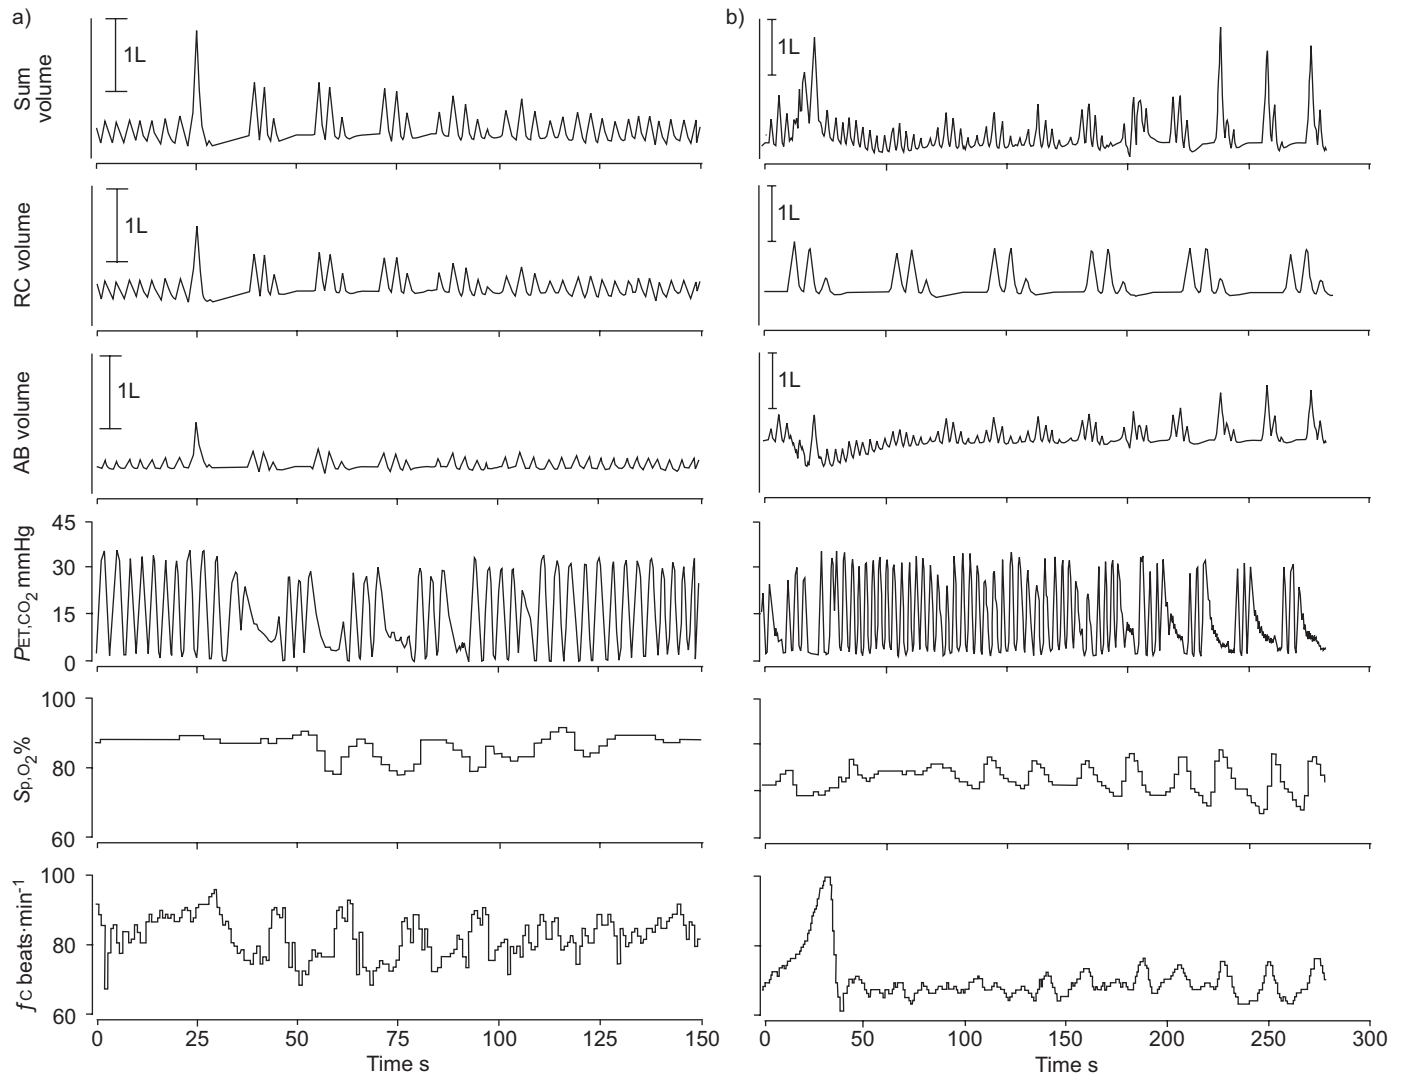 a)
b)
Sum
volume
1L
1L
RC volume
1L
1L
AB volume
1L
1L
PET,CO2 mmHg
45
30
15
0
Sp,O2%
100
80
60
fC beats·min-1
100
80
60
0 25 50 75 100 125 150
Time s
0 50 100 150 200 250 300
Time s